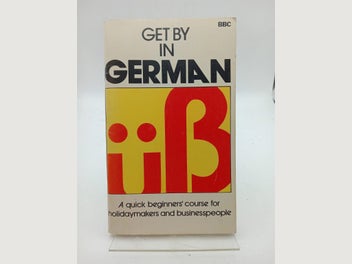 BBC
GET BY
IN
GERMAN
üß
A quick beginners' course for
holidaymakers and businesspeople